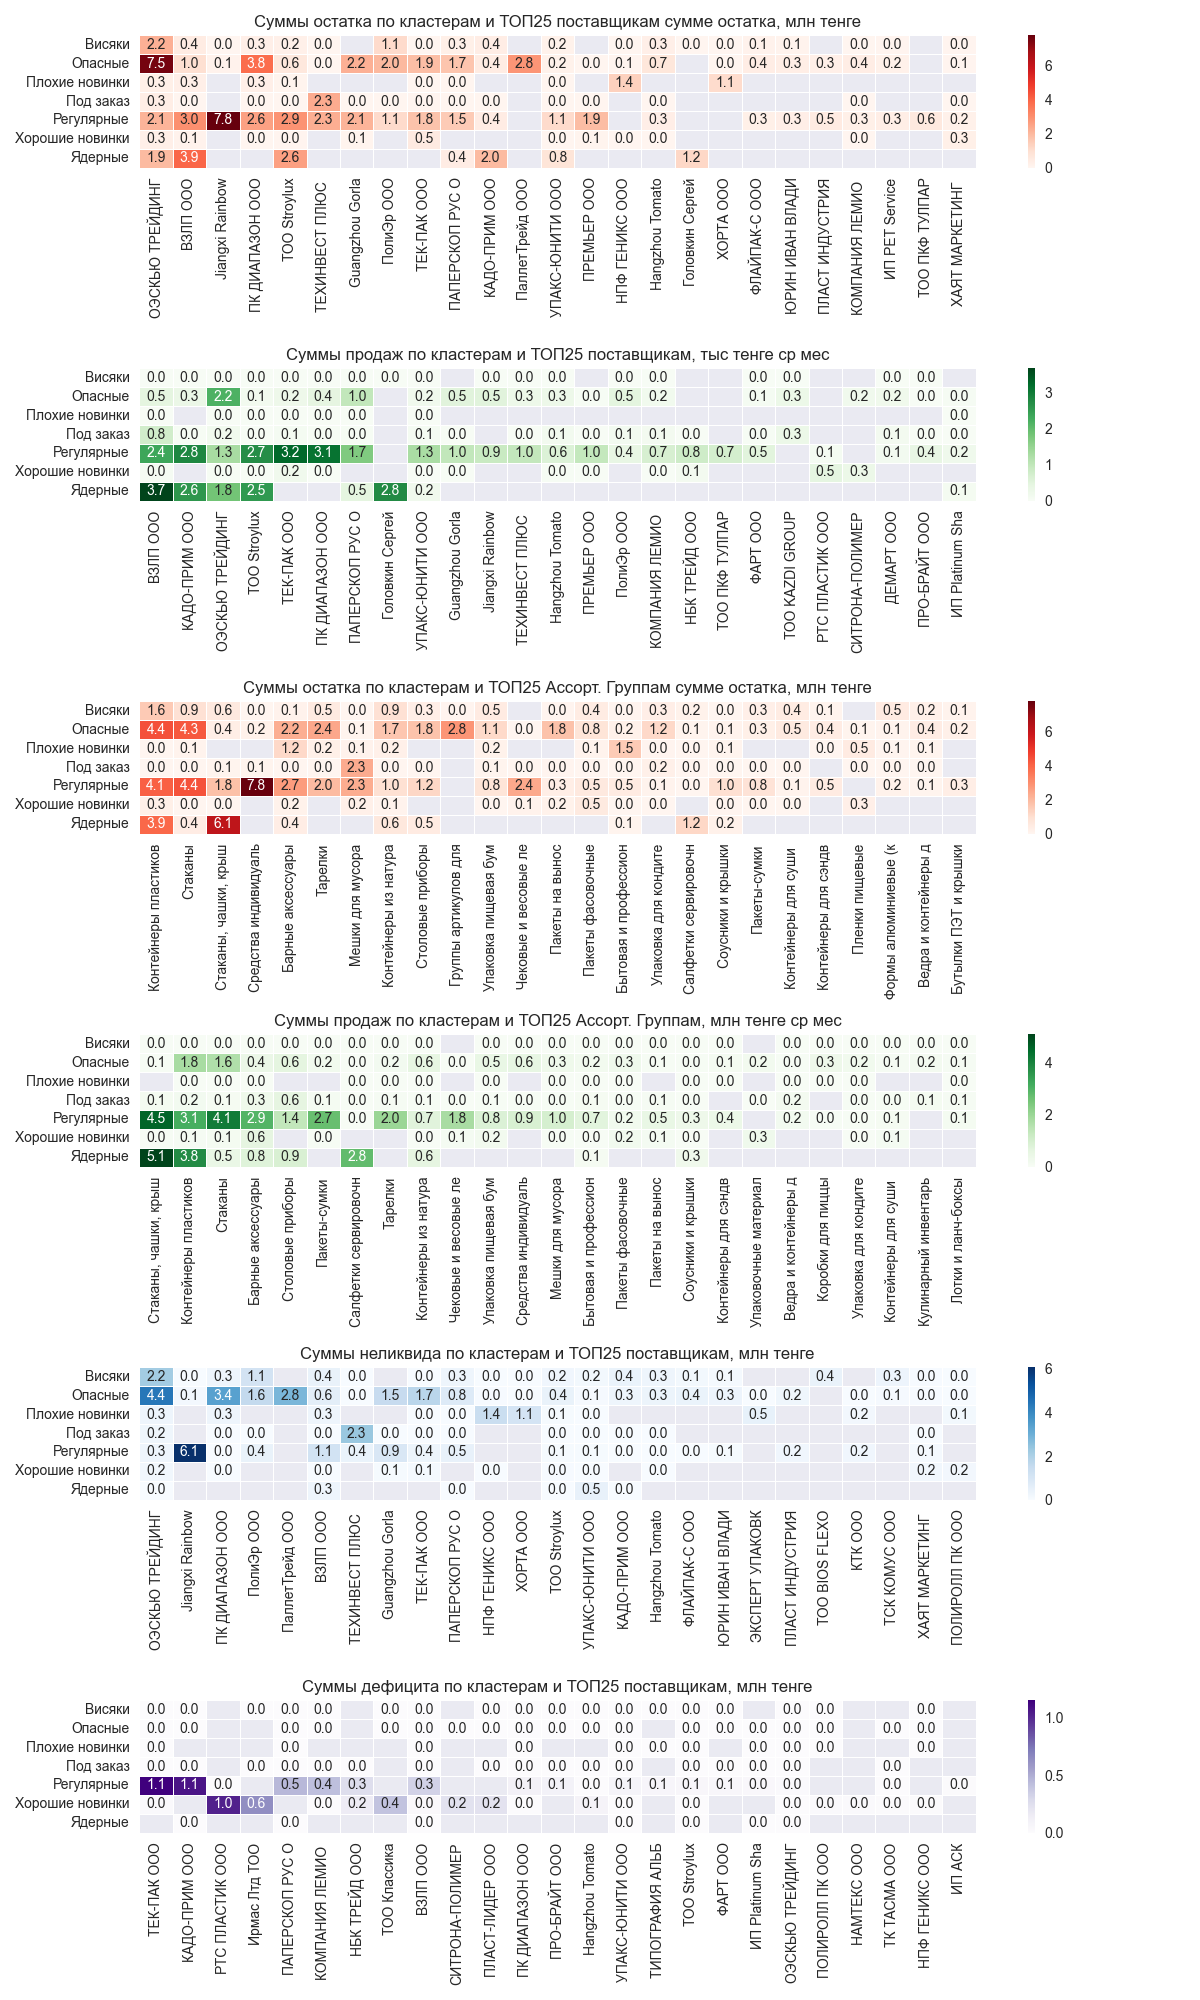 Суммы остатка по кластерам и ТОП25 поставщикам сумме остатка, млн тенге
Висяки 2.2 0.4 0.0 0.3 0.2 0.0 1.1 0.0 0.3 0.4 0.2 0.0 0.3 0.0 0.0 0.1 0.1 0.0 0.0 0.0
Опасные 7.5 1.0 0.1 3.8 0.6 0.0 2.2 2.0 1.9 1.7 0.4 2.8 0.2 0.0 0.1 0.7 0.0 0.4 0.3 0.3 0.4 0.2 0.1
Плохие новинки 0.3 0.3 0.3 0.1 0.0 0.0 0.0 1.4 1.1
Под заказ 0.3 0.0 0.0 0.0 2.3 0.0 0.0 0.0 0.0 0.0 0.0 0.0 0.0 0.0 0.0
Регулярные 2.1 3.0 7.8 2.6 2.9 2.3 2.1 1.1 1.8 1.5 0.4 1.1 1.9 0.3 0.3 0.3 0.5 0.3 0.3 0.6 0.2
Хорошие новинки 0.3 0.1 0.0 0.0 0.1 0.5 0.0 0.1 0.0 0.0 0.0 0.3
Ядерные 1.9 3.9 2.6 0.4 2.0 0.8 1.2
6
4
2
0
ОЭСКЬЮ ТРЕЙДИНГ
ВЗЛП ООО
Jiangxi Rainbow
ПК ДИАПАЗОН ООО
ТОО Stroylux
ТЕХИНВЕСТ ПЛЮС
Guangzhou Gorla
ПолиЭр ООО
ТЕК-ПАК ООО
ПАПЕРСКОП РУС О
КАДО-ПРИМ ООО
ПаллетТрейд ООО
УПАКС-ЮНИТИ ООО
ПРЕМЬЕР ООО
НПФ ГЕНИКС ООО
Hangzhou Tomato
Головкин Сергей
ХОРТА ООО
ФЛАЙПАК-С ООО
ЮРИН ИВАН ВЛАДИ
ПЛАСТ ИНДУСТРИЯ
КОМПАНИЯ ЛЕМИО
ИП PET Service
ТОО ПКФ ТУЛПАР
ХАЯТ МАРКЕТИНГ
Суммы продаж по кластерам и ТОП25 поставщикам, тыс тенге ср мес
Висяки 0.0 0.0 0.0 0.0 0.0 0.0 0.0 0.0 0.0 0.0 0.0 0.0 0.0 0.0 0.0 0.0 0.0 0.0
Опасные 0.5 0.3 2.2 0.1 0.2 0.4 1.0 0.2 0.5 0.5 0.3 0.3 0.0 0.5 0.2 0.1 0.3 0.2 0.2 0.0 0.0
Плохие новинки 0.0 0.0 0.0 0.0 0.0 0.0 0.0 0.0
Под заказ 0.8 0.0 0.2 0.0 0.1 0.0 0.0 0.1 0.0 0.0 0.1 0.0 0.1 0.1 0.0 0.0 0.3 0.1 0.0 0.0
Регулярные 2.4 2.8 1.3 2.7 3.2 3.1 1.7 1.3 1.0 0.9 1.0 0.6 1.0 0.4 0.7 0.8 0.7 0.5 0.1 0.1 0.4 0.2
Хорошие новинки 0.0 0.0 0.0 0.2 0.0 0.0 0.0 0.0 0.0 0.0 0.1 0.5 0.3
Ядерные 3.7 2.6 1.8 2.5 0.5 2.8 0.2 0.1
3
2
1
0
ВЗЛП ООО
КАДО-ПРИМ ООО
ОЭСКЬЮ ТРЕЙДИНГ
ТОО Stroylux
ТЕК-ПАК ООО
ПК ДИАПАЗОН ООО
ПАПЕРСКОП РУС О
Головкин Сергей
УПАКС-ЮНИТИ ООО
Guangzhou Gorla
Jiangxi Rainbow
ТЕХИНВЕСТ ПЛЮС
Hangzhou Tomato
ПРЕМЬЕР ООО
ПолиЭр ООО
КОМПАНИЯ ЛЕМИО
НБК ТРЕЙД ООО
ТОО ПКФ ТУЛПАР
ФАРТ ООО
ТОО KAZDI GROUP
РТС ПЛАСТИК ООО
СИТРОНА-ПОЛИМЕР
ДЕМАРТ ООО
ПРО-БРАЙТ ООО
ИП Platinum Sha
Суммы остатка по кластерам и ТОП25 Ассорт. Группам сумме остатка, млн тенге
Висяки 1.6 0.9 0.6 0.0 0.1 0.5 0.0 0.9 0.3 0.0 0.5 0.0 0.4 0.0 0.3 0.2 0.0 0.3 0.4 0.1 0.5 0.2 0.1
Опасные 4.4 4.3 0.4 0.2 2.2 2.4 0.1 1.7 1.8 2.8 1.1 0.0 1.8 0.8 0.2 1.2 0.1 0.1 0.3 0.5 0.4 0.1 0.1 0.4 0.2
Плохие новинки 0.0 0.1 1.2 0.2 0.1 0.2 0.2 0.1 1.5 0.0 0.0 0.1 0.0 0.5 0.1 0.1
Под заказ 0.0 0.0 0.1 0.1 0.0 0.0 2.3 0.0 0.0 0.1 0.0 0.0 0.0 0.0 0.2 0.0 0.0 0.0 0.0 0.0 0.0 0.0
Регулярные 4.1 4.4 1.8 7.8 2.7 2.0 2.3 1.0 1.2 0.8 2.4 0.3 0.5 0.5 0.1 0.0 1.0 0.8 0.1 0.5 0.2 0.1 0.3
Хорошие новинки 0.3 0.0 0.0 0.2 0.2 0.1 0.0 0.1 0.2 0.5 0.0 0.0 0.0 0.0 0.0 0.3
Ядерные 3.9 0.4 6.1 0.4 0.6 0.5 0.1 1.2 0.2
6
4
2
0
Контейнеры пластиков
Стаканы
Стаканы, чашки, крыш
Средства индивидуаль
Барные аксессуары
Тарелки
Мешки для мусора
Контейнеры из натура
Столовые приборы
Группы артикулов для
Упаковка пищевая бум
Чековые и весовые ле
Пакеты на вынос
Пакеты фасовочные
Бытовая и профессион
Упаковка для кондите
Салфетки сервировочн
Соусники и крышки
Пакеты-сумки
Контейнеры для суши
Контейнеры для сэндв
Пленки пищевые
Формы алюминиевые (к
Ведра и контейнеры д
Бутылки ПЭТ и крышки
Суммы продаж по кластерам и ТОП25 Ассорт. Группам, млн тенге ср мес
Висяки 0.0 0.0 0.0 0.0 0.0 0.0 0.0 0.0 0.0 0.0 0.0 0.0 0.0 0.0 0.0 0.0 0.0 0.0 0.0 0.0 0.0 0.0 0.0
Опасные 0.1 1.8 1.6 0.4 0.6 0.2 0.0 0.2 0.6 0.0 0.5 0.6 0.3 0.2 0.3 0.1 0.0 0.1 0.2 0.0 0.3 0.2 0.1 0.2 0.1
Плохие новинки 0.0 0.0 0.0 0.0 0.0 0.0 0.0 0.0 0.0 0.0 0.0 0.0 0.0 0.0 0.0
Под заказ 0.1 0.2 0.1 0.3 0.6 0.1 0.0 0.1 0.1 0.0 0.1 0.0 0.1 0.1 0.0 0.1 0.0 0.0 0.0 0.2 0.0 0.0 0.0 0.0 0.1
Регулярные 4.5 3.1 4.1 2.9 1.4 2.7 0.0 2.0 0.7 1.8 0.8 0.9 1.0 0.7 0.2 0.5 0.3 0.4 0.2 0.0 0.1 0.1
Хорошие новинки 0.0 0.1 0.1 0.6 0.0 0.0 0.1 0.2 0.0 0.0 0.2 0.1 0.0 0.3 0.0 0.1
Ядерные 5.1 3.8 0.5 0.8 0.9 2.8 0.6 0.1 0.3
4
2
0
Стаканы, чашки, крыш
Контейнеры пластиков
Стаканы
Барные аксессуары
Столовые приборы
Пакеты-сумки
Салфетки сервировочн
Тарелки
Контейнеры из натура
Чековые и весовые ле
Упаковка пищевая бум
Средства индивидуаль
Мешки для мусора
Бытовая и профессион
Пакеты фасовочные
Пакеты на вынос
Соусники и крышки
Контейнеры для сэндв
Упаковочные материал
Ведра и контейнеры д
Коробки для пиццы
Упаковка для кондите
Контейнеры для суши
Кулинарный инвентарь
Лотки и ланч-боксы
Суммы неликвида по кластерам и ТОП25 поставщикам, млн тенге
Висяки 2.2 0.0 0.3 1.1 0.4 0.0 0.0 0.3 0.0 0.0 0.2 0.2 0.4 0.3 0.1 0.1 0.4 0.3 0.0 0.0
Опасные 4.4 0.1 3.4 1.6 2.8 0.6 0.0 1.5 1.7 0.8 0.0 0.4 0.1 0.3 0.3 0.4 0.3 0.0 0.2 0.0 0.1 0.0 0.0
Плохие новинки 0.3 0.3 0.3 0.0 0.0 1.4 1.1 0.1 0.0 0.5 0.2 0.1
Под заказ 0.2 0.0 0.0 0.0 2.3 0.0 0.0 0.0 0.0 0.0 0.0 0.0 0.0
Регулярные 0.3 6.1 0.0 0.4 1.1 0.4 0.9 0.4 0.5 0.1 0.1 0.0 0.0 0.0 0.1 0.2 0.2 0.1
Хорошие новинки 0.2 0.0 0.0 0.1 0.1 0.0 0.0 0.0 0.0 0.2 0.2
Ядерные 0.0 0.3 0.0 0.0 0.5 0.0
6
4
2
0
ОЭСКЬЮ ТРЕЙДИНГ
Jiangxi Rainbow
ПК ДИАПАЗОН ООО
ПолиЭр ООО
ПаллетТрейд ООО
ВЗЛП ООО
ТЕХИНВЕСТ ПЛЮС
Guangzhou Gorla
ТЕК-ПАК ООО
ПАПЕРСКОП РУС О
НПФ ГЕНИКС ООО
ХОРТА ООО
ТОО Stroylux
УПАКС-ЮНИТИ ООО
КАДО-ПРИМ ООО
Hangzhou Tomato
ФЛАЙПАК-С ООО
ЮРИН ИВАН ВЛАДИ
ЭКСПЕРТ УПАКОВК
ПЛАСТ ИНДУСТРИЯ
ТОО BIOS FLEXO
КТК ООО
ТСК КОМУС ООО
ХАЯТ МАРКЕТИНГ
ПОЛИРОЛЛ ПК ООО
Суммы дефицита по кластерам и ТОП25 поставщикам, млн тенге
Висяки 0.0 0.0 0.0 0.0 0.0 0.0 0.0 0.0 0.0 0.0 0.0 0.0 0.0 0.0 0.0 0.0 0.0 0.0
Опасные 0.0 0.0 0.0 0.0 0.0 0.0 0.0 0.0 0.0 0.0 0.0 0.0 0.0 0.0 0.0 0.0 0.0 0.0 0.0
Плохие новинки 0.0 0.0 0.0 0.0 0.0 0.0 0.0 0.0 0.0 0.0 0.0
Под заказ 0.0 0.0 0.0 0.0 0.0 0.0 0.0 0.0 0.0 0.0 0.0 0.0 0.0 0.0 0.0 0.0 0.0 0.0
Регулярные 1.1 1.1 0.0 0.5 0.4 0.3 0.3 0.1 0.1 0.0 0.1 0.1 0.1 0.1 0.0 0.0 0.0 0.0
Хорошие новинки 0.0 1.0 0.6 0.0 0.2 0.4 0.0 0.2 0.2 0.0 0.1 0.0 0.0 0.0 0.0 0.0 0.0 0.0
Ядерные 0.0 0.0 0.0 0.0 0.0 0.0 0.0
1.0
0.5
0.0
ТЕК-ПАК ООО
КАДО-ПРИМ ООО
РТС ПЛАСТИК ООО
Ирмас Лтд ТОО
ПАПЕРСКОП РУС О
КОМПАНИЯ ЛЕМИО
НБК ТРЕЙД ООО
ТОО Классика
ВЗЛП ООО
СИТРОНА-ПОЛИМЕР
ПЛАСТ-ЛИДЕР ООО
ПК ДИАПАЗОН ООО
ПРО-БРАЙТ ООО
Hangzhou Tomato
УПАКС-ЮНИТИ ООО
ТИПОГРАФИЯ АЛЬБ
ТОО Stroylux
ФАРТ ООО
ИП Platinum Sha
ОЭСКЬЮ ТРЕЙДИНГ
ПОЛИРОЛЛ ПК ООО
НАМТЕКС ООО
ТК ТАСМА ООО
НПФ ГЕНИКС ООО
ИП АСК